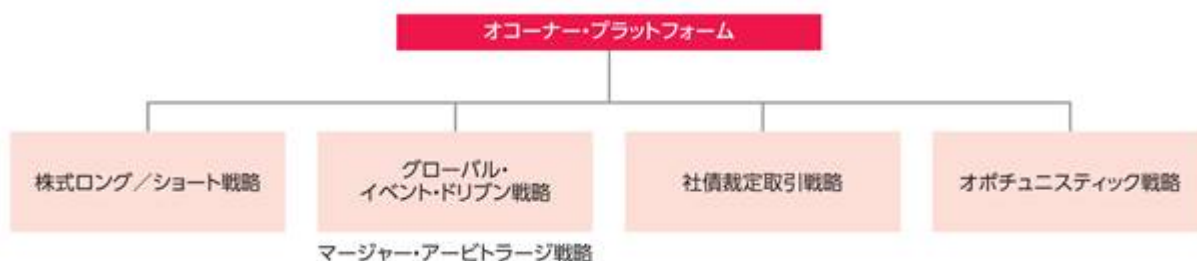 オコーナー・プラットフォーム
株式ロング／ショート戦略
グローバル・
イベント・ドリブン戦略
社債裁定取引戦略
オポチュニスティック戦略
マージャー・アービトラージ戦略